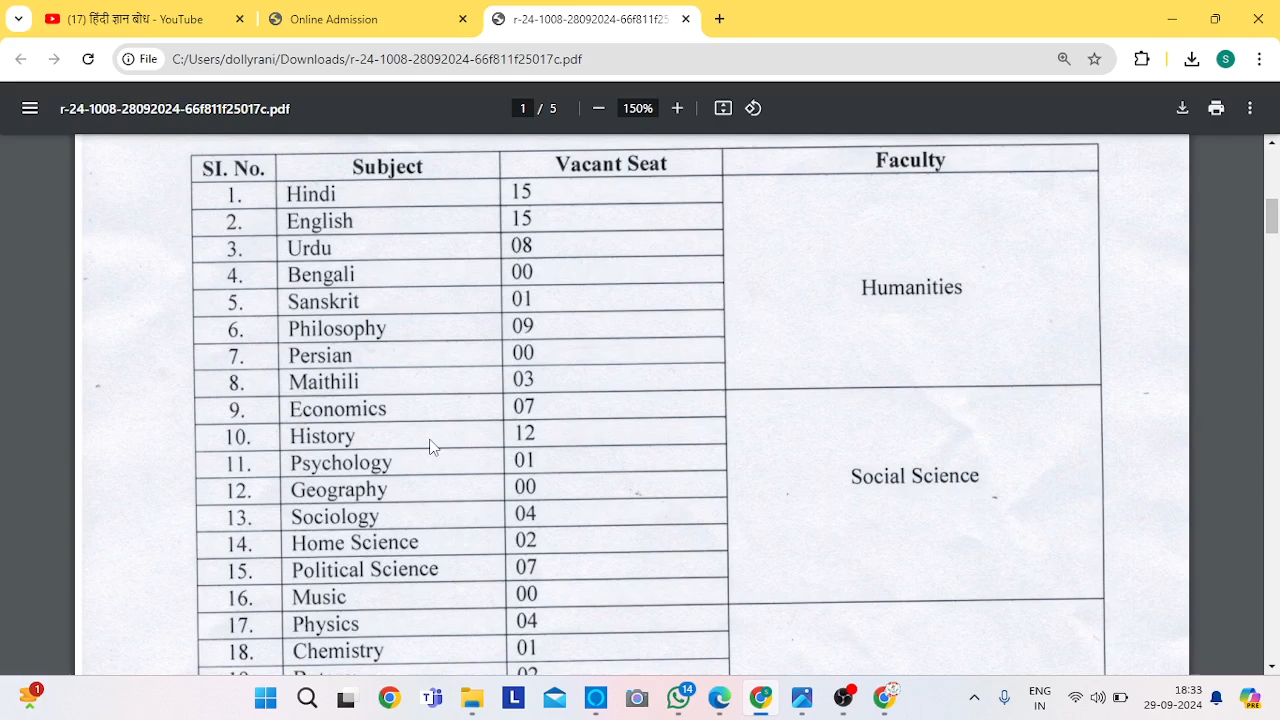 (17) हिंदी ज्ञान बोध - YouTube
Online Admission
r-24-1008-28092024-66f811f25
File
C:/Users/dollyrani/Downloads/r-24-1008-28092024-66f811f25017c.pdf
S
r-24-1008-28092024-66f811f25017c.pdf
1 / 5
150%
SI. No. Subject Vacant Seat Faculty
1. Hindi 15
2. English 15
3. Urdu 08
4. Bengali 00
5. Sanskrit 01
6. Philosophy 09
7. Persian 00
8. Maithili 03
Humanities
9. Economics 07
10. History 12
11. Psychology 01
12. Geography 00
13. Sociology 04
14. Home Science 02
15. Political Science 07
16. Music 00
Social Science
17. Physics 04
18. Chemistry 01
1
L
14
S
ENG
IN
18:33
29-09-2024
PRE